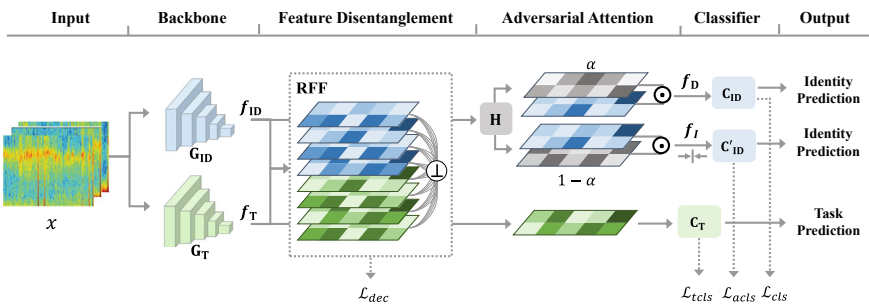 Input
Backbone
Feature Disentanglement
Adversarial Attention
Classifier
Output
x
G_ID
G_T
f_ID
f_T
RFF
⊥
ℒ_dec
H
α
1 − α
f_D
f_I
C_ID
C′_ID
C_T
Identity
Prediction
Identity
Prediction
Task
Prediction
ℒ_tcls
ℒ_acls
ℒ_cls